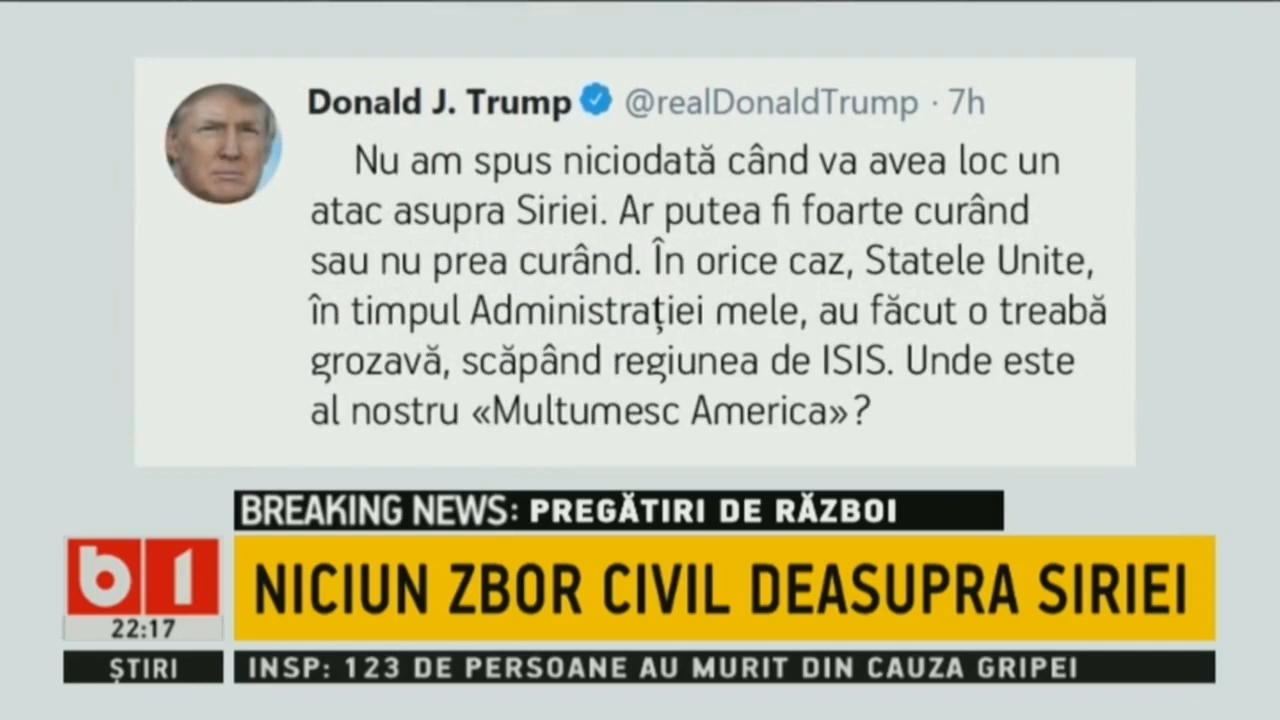 Donald J. Trump @realDonaldTrump · 7h
Nu am spus niciodată când va avea loc un
atac asupra Siriei. Ar putea fi foarte curând
sau nu prea curând. În orice caz, Statele Unite,
în timpul Administrației mele, au făcut o treabă
grozavă, scăpând regiunea de ISIS. Unde este
al nostru «Multumesc America»?
BREAKING NEWS: PREGĂTIRI DE RĂZBOI
NICIUN ZBOR CIVIL DEASUPRA SIRIEI
b1
22:17
ȘTIRI
INSP: 123 DE PERSOANE AU MURIT DIN CAUZA GRIPEI